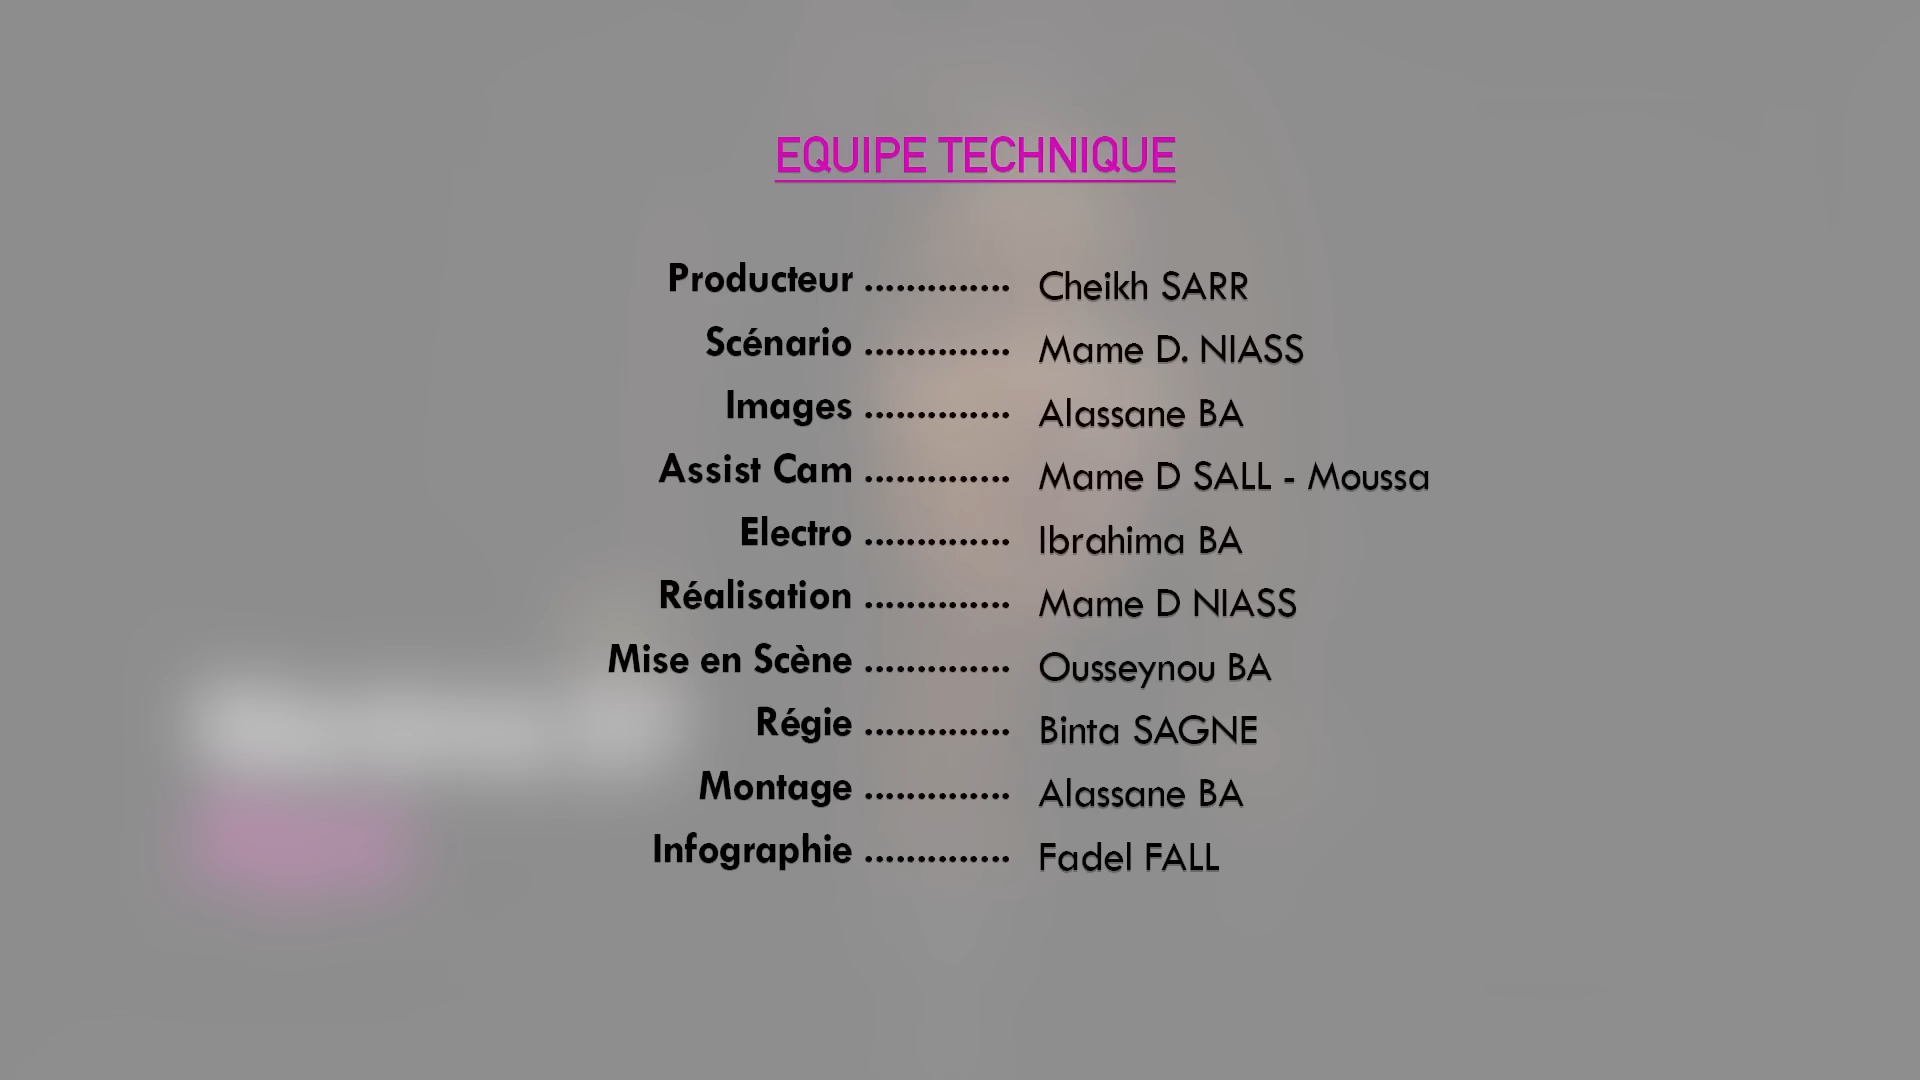 EQUIPE TECHNIQUE
Producteur .............. Cheikh SARR
Scénario .............. Mame D. NIASS
Images .............. Alassane BA
Assist Cam .............. Mame D SALL - Moussa
Electro .............. Ibrahima BA
Réalisation .............. Mame D NIASS
Mise en Scène .............. Ousseynou BA
Régie .............. Binta SAGNE
Montage .............. Alassane BA
Infographie .............. Fadel FALL